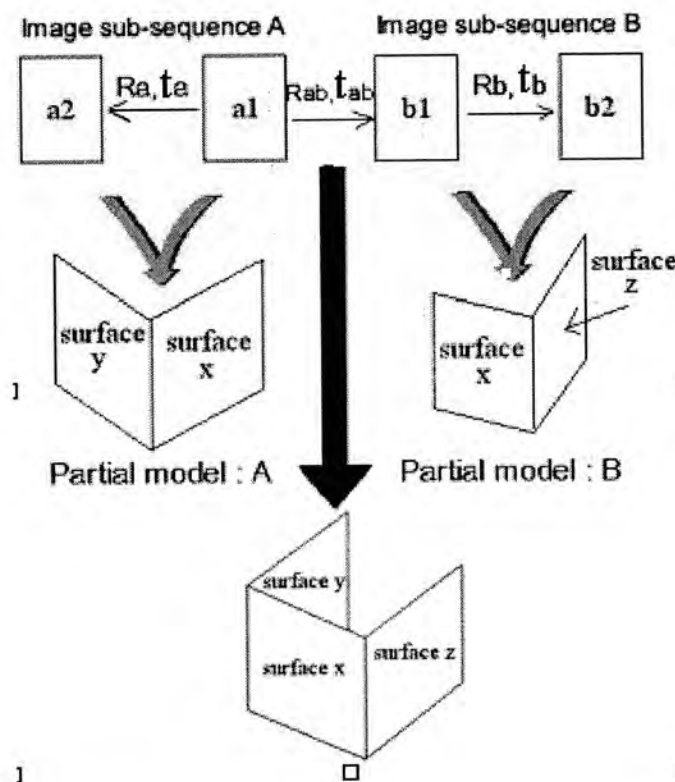 Image sub-sequence A
Image sub-sequence B
a2
Ra, ta
a1
Rab, tab
b1
Rb, tb
b2
surface
y
surface
x
surface
x
surface
z
Partial model : A
Partial model : B
surface y
surface x
surface z